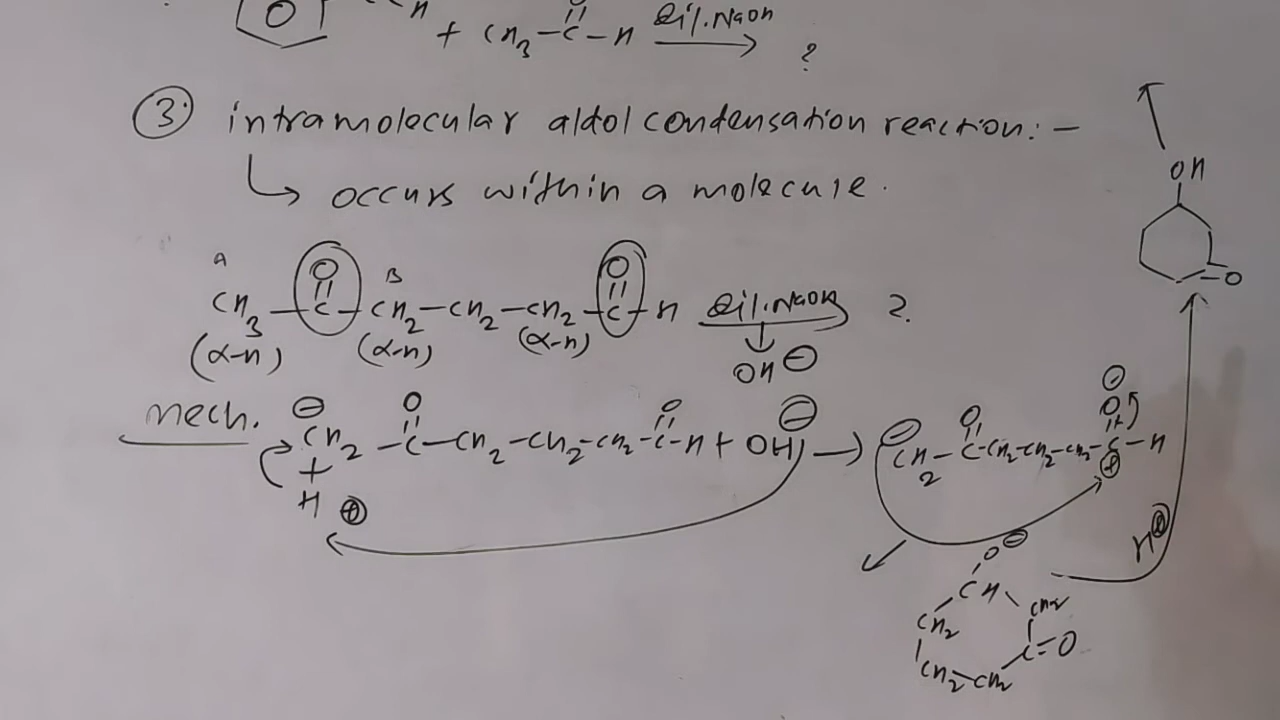 + CH3-C-H dil. NaOH
O
?
③ intramolecular aldol condensation reaction:-
↳ occurs within a molecule.
OH
=O
A B
O O
CH3-C-CH2-CH2-CH2-C-H dil. NaOH ?
(α-H) (α-H) (α-H) OH⊖
mech. ⊖CH2-C-CH2-CH2-CH2-C-H + OH⊖ → ⊖CH2-C-CH2-CH2-CH2-C-H
O O O O⊖
H ⊕ ⊕
H⊕
O⊖
CH CH2
CH2 C=O
CH2-CH2